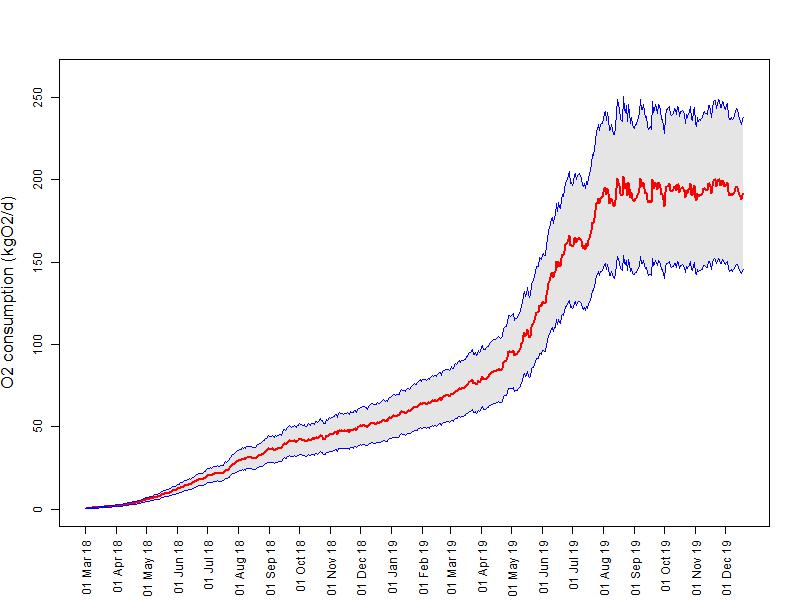 O2 consumption (kgO2/d)
250
200
150
100
50
0
01 Mar 18
01 Apr 18
01 May 18
01 Jun 18
01 Jul 18
01 Aug 18
01 Sep 18
01 Oct 18
01 Nov 18
01 Dec 18
01 Jan 19
01 Feb 19
01 Mar 19
01 Apr 19
01 May 19
01 Jun 19
01 Jul 19
01 Aug 19
01 Sep 19
01 Oct 19
01 Nov 19
01 Dec 19